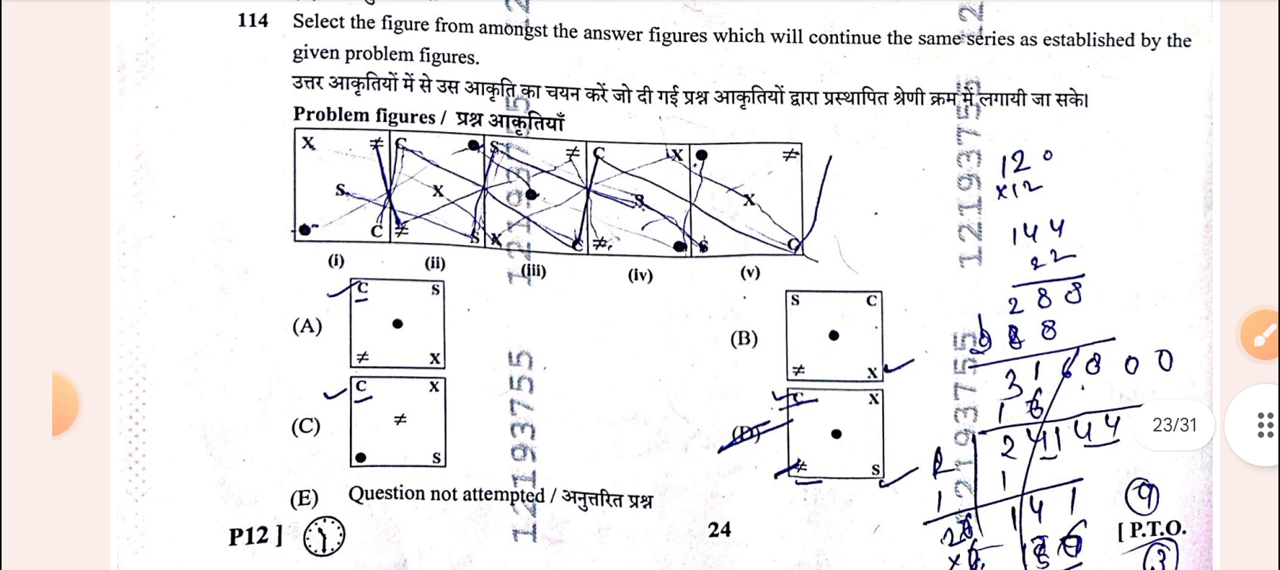 114 Select the figure from amongst the answer figures which will continue the same series as established by the
given problem figures.
उत्तर आकृतियों में से उस आकृति का चयन करें जो दी गई प्रश्न आकृतियों द्वारा प्रस्थापित श्रेणी क्रम में लगायी जा सके।
Problem figures / प्रश्न आकृतियाँ
X ≠ C ● S ≠ C X ● ≠
S X ● S X
● C ≠ S X C ≠ ● S C
(i) (ii) (iii) (iv) (v)
(A) C S ● ≠ X
(B) S C ● ≠ X
(C) C X ≠ ● S
(D) C X ● ≠ S
(E) Question not attempted / अनुत्तरित प्रश्न
P12 ] 24 [ P.T.O.
12193755
12193755
12193755
12193755
120
x12
144
22
288
23/31